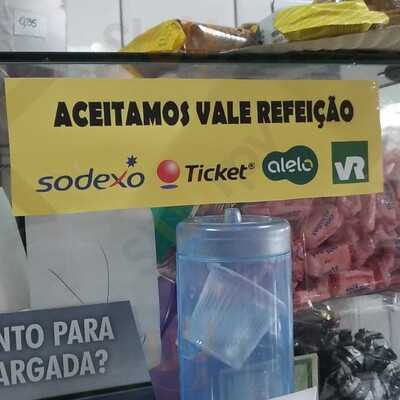 ACEITAMOS VALE REFEIÇÃO
sodexo Ticket® alelo VR
NTO PARA
ARGADA?